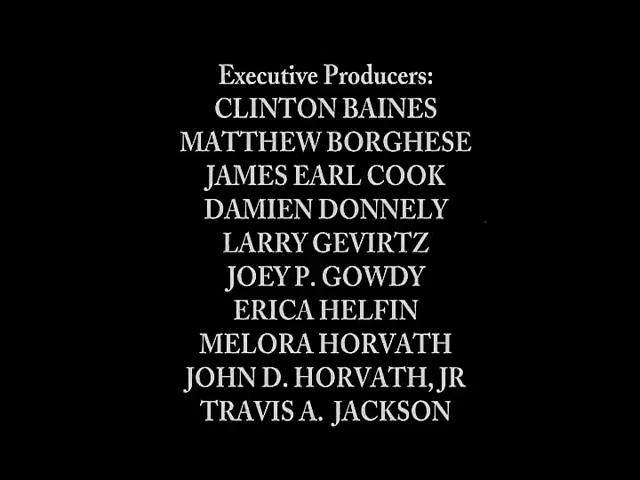 Executive Producers:
CLINTON BAINES
MATTHEW BORGHESE
JAMES EARL COOK
DAMIEN DONNELY
LARRY GEVIRTZ
JOEY P. GOWDY
ERICA HELFIN
MELORA HORVATH
JOHN D. HORVATH, JR
TRAVIS A. JACKSON